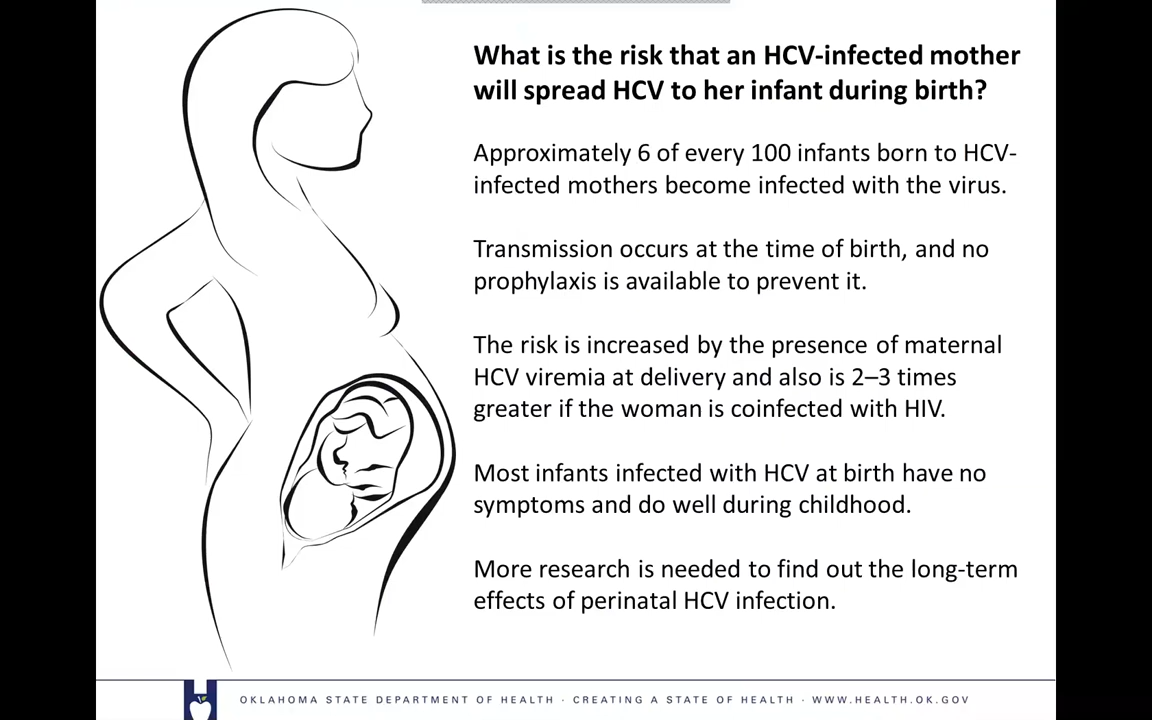 What is the risk that an HCV-infected mother
will spread HCV to her infant during birth?
Approximately 6 of every 100 infants born to HCV-
infected mothers become infected with the virus.
Transmission occurs at the time of birth, and no
prophylaxis is available to prevent it.
The risk is increased by the presence of maternal
HCV viremia at delivery and also is 2–3 times
greater if the woman is coinfected with HIV.
Most infants infected with HCV at birth have no
symptoms and do well during childhood.
More research is needed to find out the long-term
effects of perinatal HCV infection.
OKLAHOMA STATE DEPARTMENT OF HEALTH · CREATING A STATE OF HEALTH · WWW.HEALTH.OK.GOV